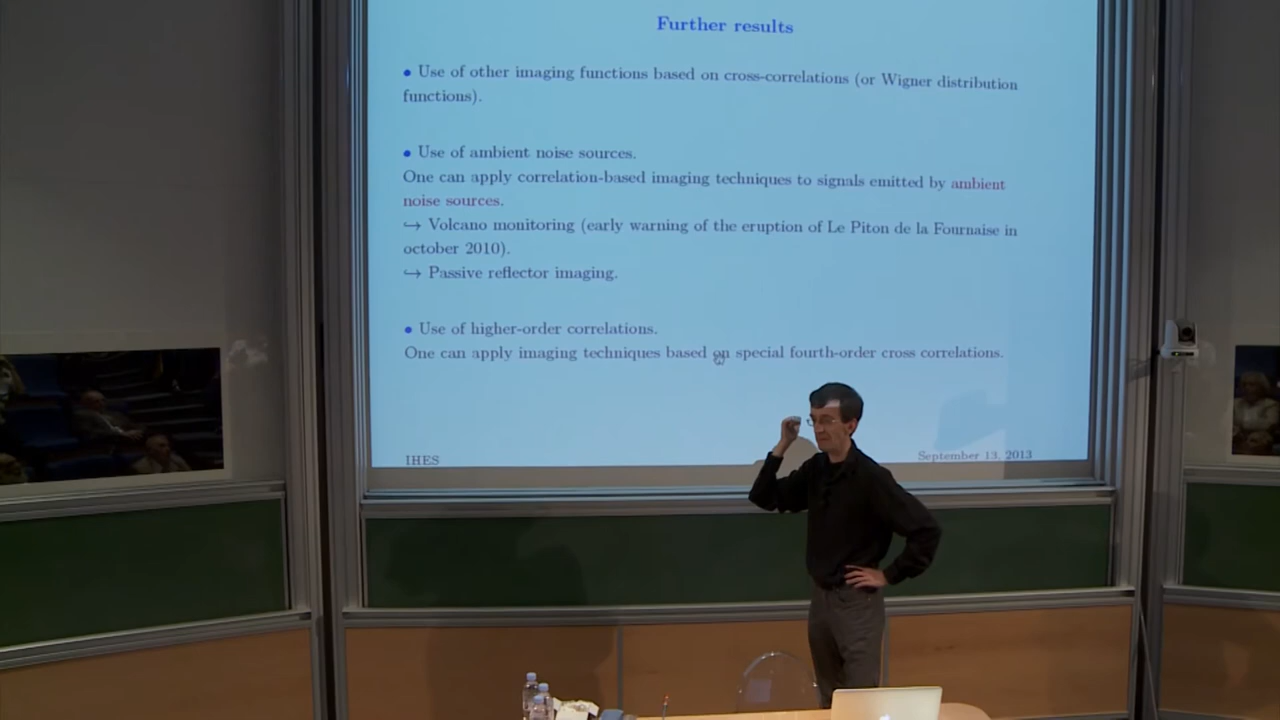 Further results
• Use of other imaging functions based on cross-correlations (or Wigner distribution
functions).
• Use of ambient noise sources.
One can apply correlation-based imaging techniques to signals emitted by ambient
noise sources.
↪ Volcano monitoring (early warning of the eruption of Le Piton de la Fournaise in
october 2010).
↪ Passive reflector imaging.
• Use of higher-order correlations.
One can apply imaging techniques based on special fourth-order cross correlations.
IHES
September 13, 2013